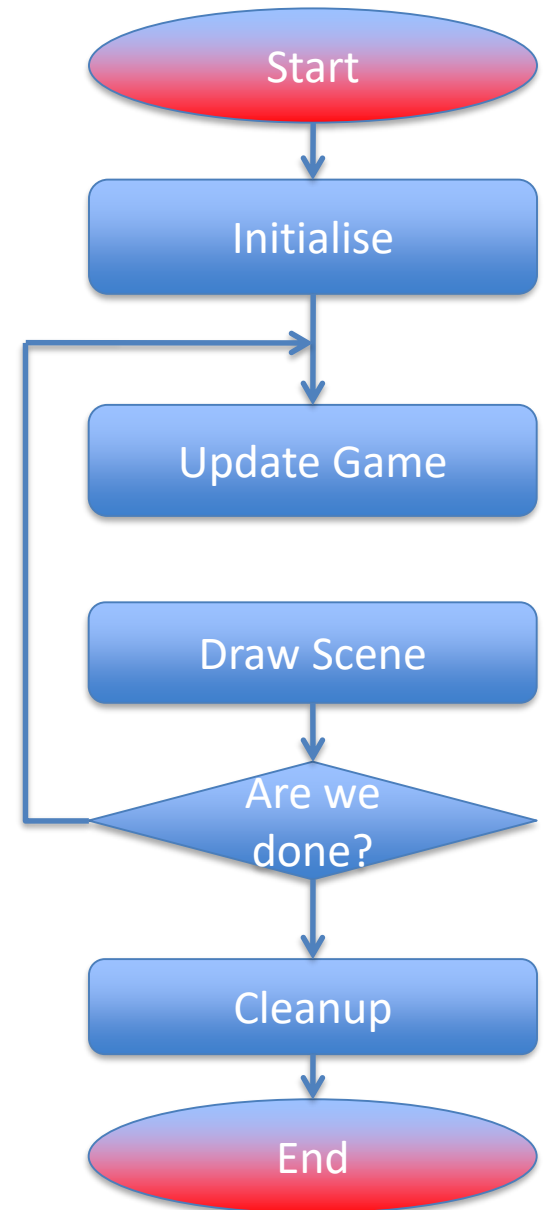 Start
Initialise
Update Game
Draw Scene
Are we
done?
Cleanup
End